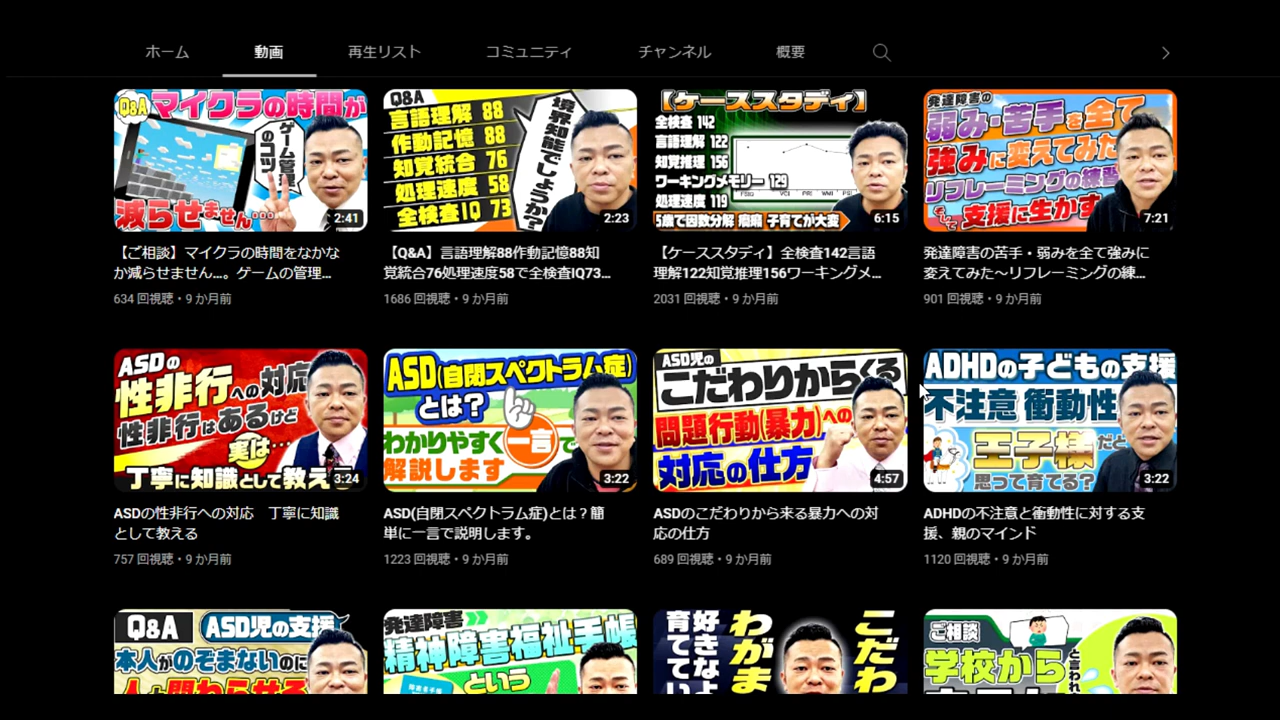 ホーム 動画 再生リスト コミュニティ チャンネル 概要
Q&A マイクラの時間が
ゲーム管理
のコツ
減らせません…
2:41
【ご相談】マイクラの時間をなかな
か減らせません…。ゲームの管理...
634 回視聴・9 か月前
Q&A
言語理解 88
作動記憶 88
知覚統合 76
処理速度 58
全検査IQ 73
境界知能でしょうか?
2:23
【Q&A】言語理解88作動記憶88知
覚統合76処理速度58で全検査IQ73...
1686 回視聴・9 か月前
【ケーススタディ】
全検査 142
言語理解 122
知覚推理 156
ワーキングメモリー 129
処理速度 119
FSIQ VCI PRI WMI PSI
5歳で因数分解 癇癪 子育てが大変
6:15
【ケーススタディ】全検査142言語
理解122知覚推理156ワーキングメ...
2031 回視聴・9 か月前
発達障害の
弱み・苦手を全て
強みに変えてみた
リフレーミングの練習
そして支援に生かす
7:21
発達障害の苦手・弱みを全て強みに
変えてみた〜リフレーミングの練...
901 回視聴・9 か月前
ASDの
性非行への対応
性非行はあるけど
実は…
丁寧に知識として教える
3:24
ASDの性非行への対応 丁寧に知識
として教える
757 回視聴・9 か月前
ASD(自閉スペクトラム症)
とは?
わかりやすく一言で
解説します
3:22
ASD(自閉スペクトラム症)とは?簡
単に一言で説明します。
1223 回視聴・9 か月前
ASD児の
こだわりからくる
問題行動(暴力)への
対応の仕方
4:57
ASDのこだわりから来る暴力への対
応の仕方
689 回視聴・9 か月前
ADHDの子どもの支援
不注意 衝動性
王子様だと
思って育てる?
3:22
ADHDの不注意と衝動性に対する支
援、親のマインド
1120 回視聴・9 か月前
Q&A ASD児の支援
本人がのぞまないのに
人と関わらせる
発達障害
精神障害福祉手帳
という
こだわ
わがま
好きなよ
育ててい
ご相談
学校から
と言われ